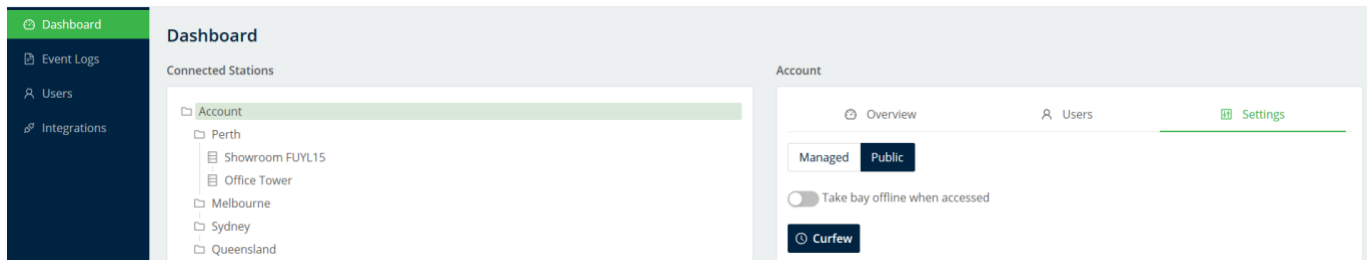 Dashboard
Event Logs
Users
Integrations
Dashboard
Connected Stations
Account
Perth
Showroom FUYL15
Office Tower
Melbourne
Sydney
Queensland
Account
Overview
Users
Settings
Managed
Public
Take bay offline when accessed
Curfew